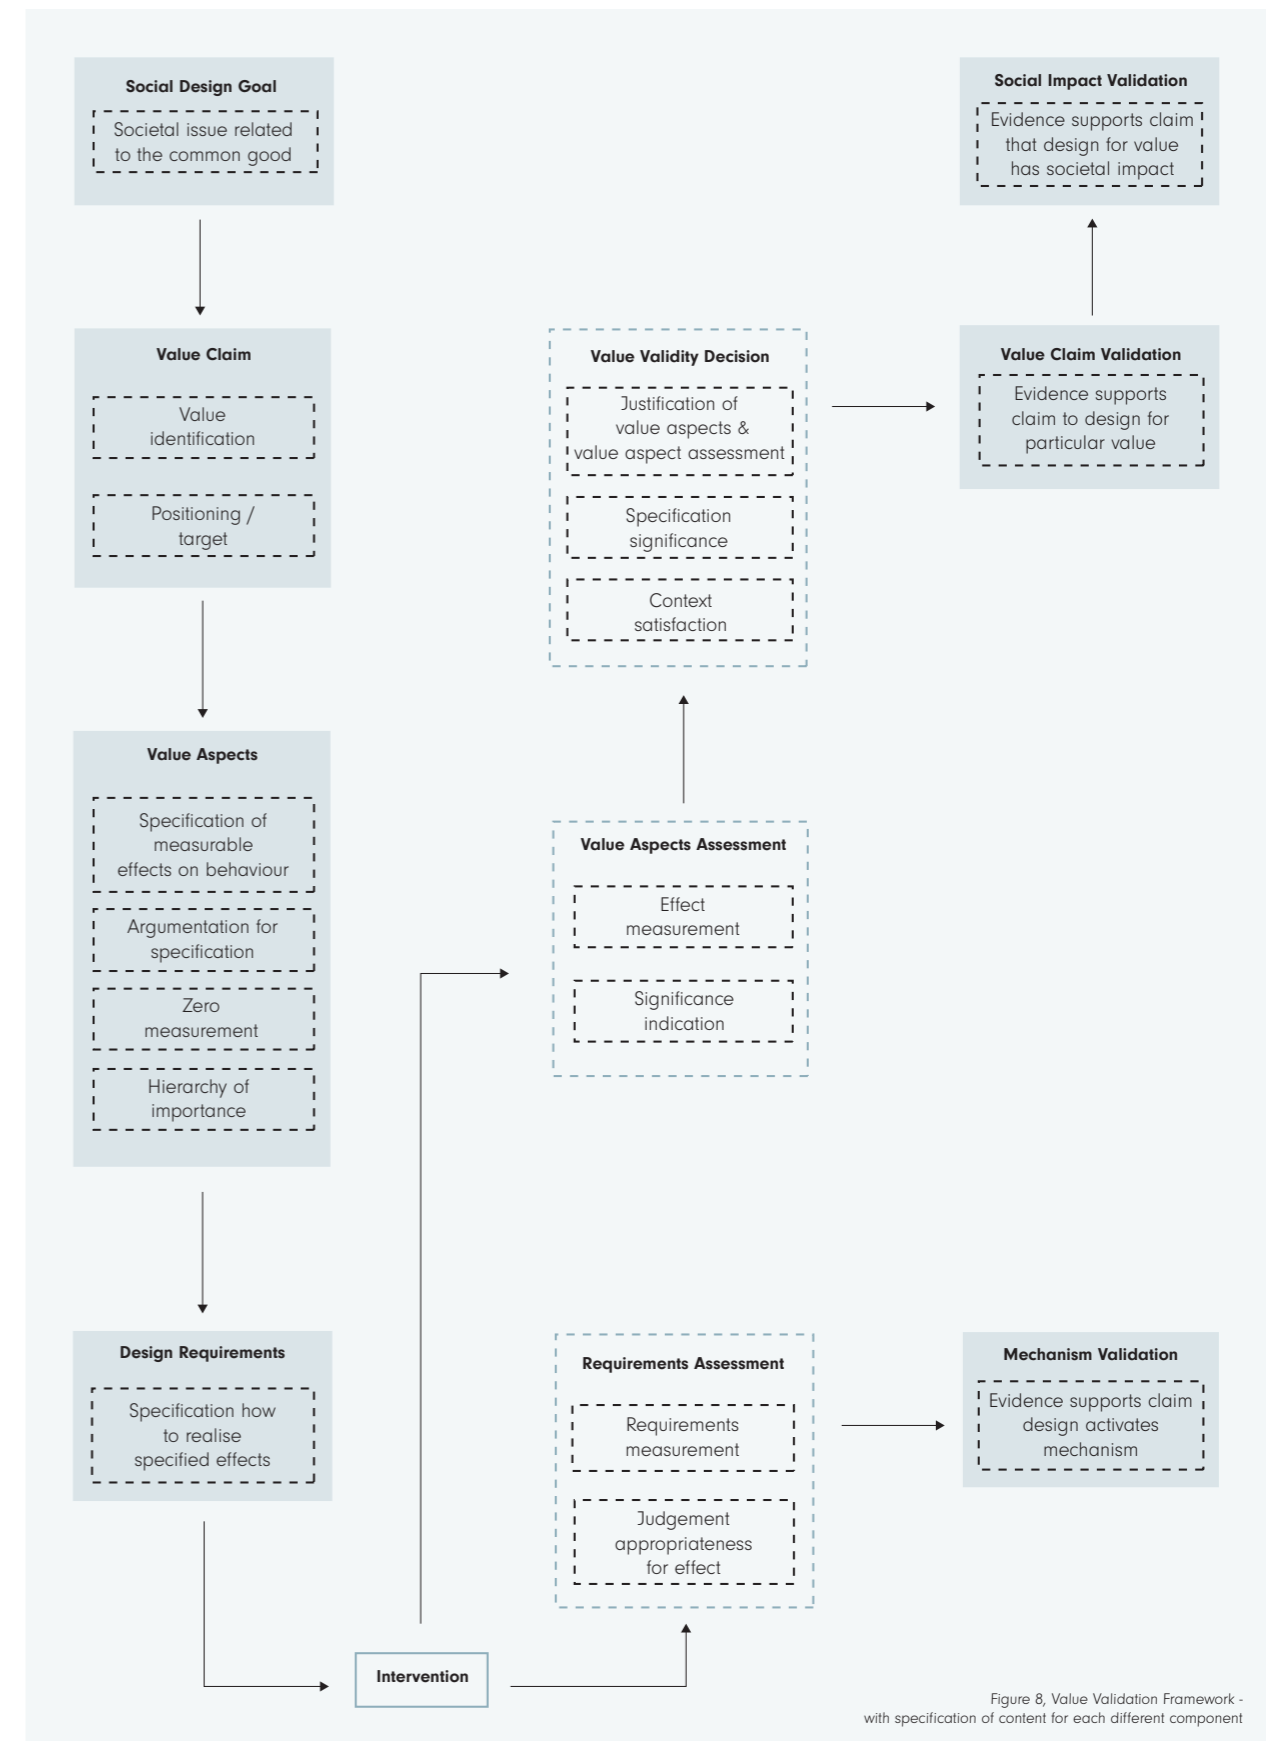 Social Design Goal
Societal issue related
to the common good
Value Claim
Value
identification
Positioning /
target
Value Aspects
Specification of
measurable
effects on behaviour
Argumentation for
specification
Zero
measurement
Hierarchy of
importance
Design Requirements
Specification how
to realise
specified effects
Intervention
Value Validity Decision
Justification of
value aspects &
value aspect assessment
Specification
significance
Context
satisfaction
Value Aspects Assessment
Effect
measurement
Significance
indication
Requirements Assessment
Requirements
measurement
Judgement
appropriateness
for effect
Social Impact Validation
Evidence supports claim
that design for value
has societal impact
Value Claim Validation
Evidence supports
claim to design for
particular value
Mechanism Validation
Evidence supports claim
design activates
mechanism
Figure 8, Value Validation Framework -
with specification of content for each different component